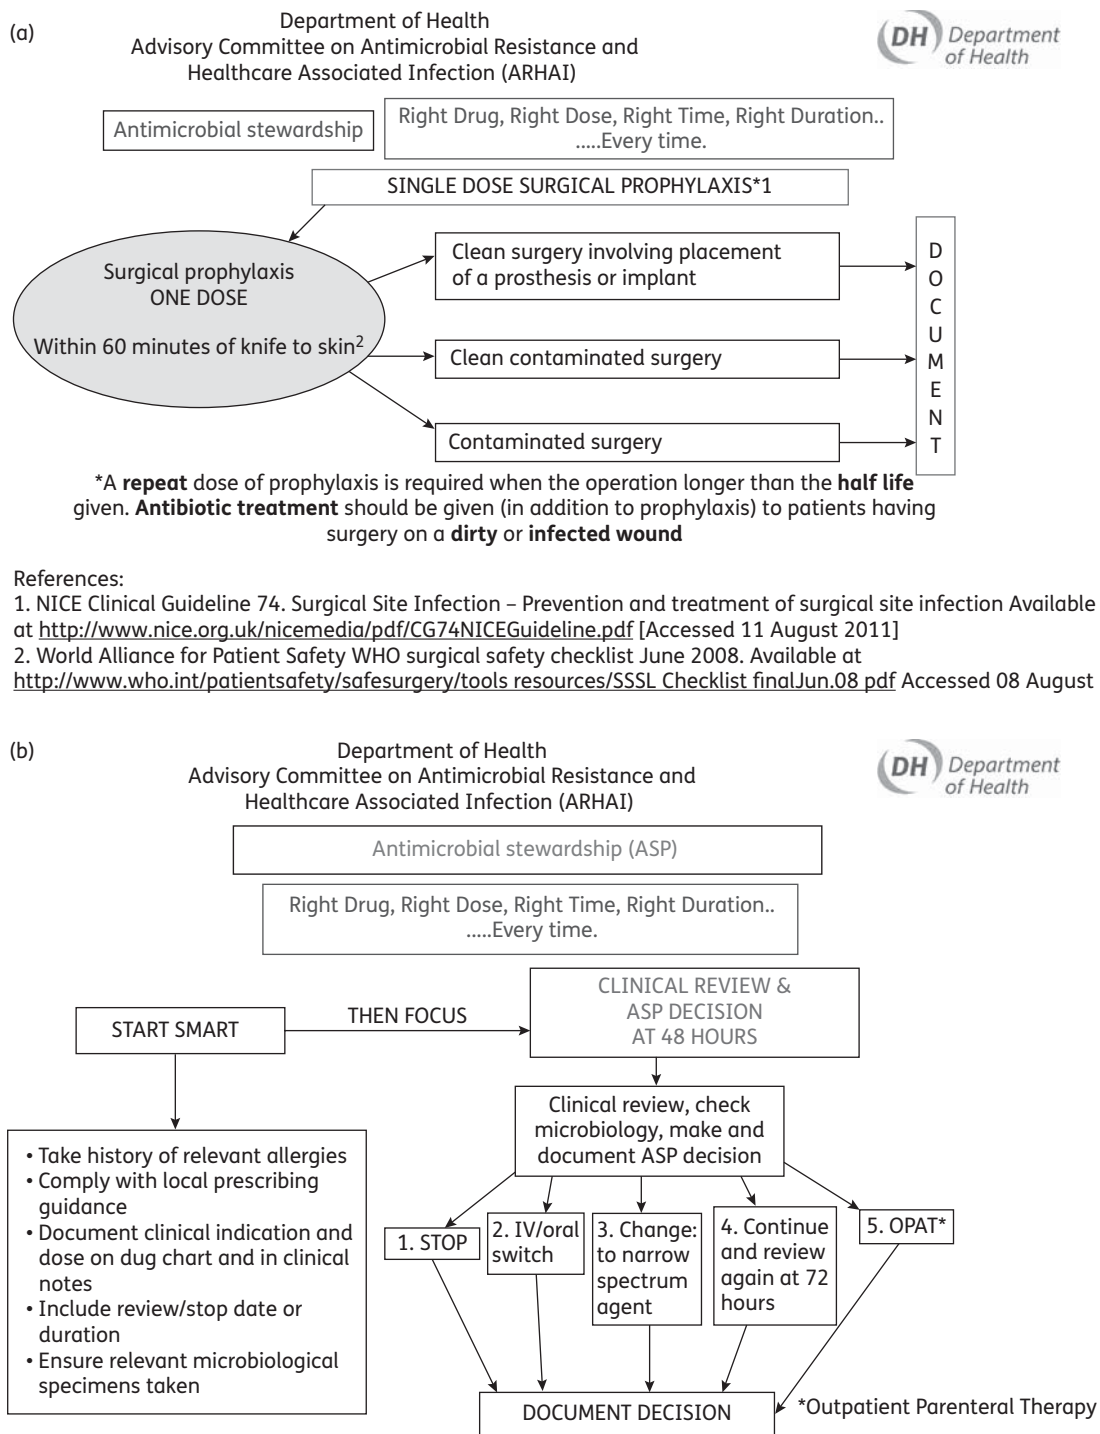 (a)
Department of Health
Advisory Committee on Antimicrobial Resistance and
Healthcare Associated Infection (ARHAI)
DH Department
of Health
Antimicrobial stewardship
Right Drug, Right Dose, Right Time, Right Duration..
.....Every time.
SINGLE DOSE SURGICAL PROPHYLAXIS*1
Surgical prophylaxis
ONE DOSE
Within 60 minutes of knife to skin2
Clean surgery involving placement
of a prosthesis or implant
Clean contaminated surgery
Contaminated surgery
D
O
C
U
M
E
N
T
*A repeat dose of prophylaxis is required when the operation longer than the half life
given. Antibiotic treatment should be given (in addition to prophylaxis) to patients having
surgery on a dirty or infected wound
References:
1. NICE Clinical Guideline 74. Surgical Site Infection – Prevention and treatment of surgical site infection Available
at http://www.nice.org.uk/nicemedia/pdf/CG74NICEGuideline.pdf [Accessed 11 August 2011]
2. World Alliance for Patient Safety WHO surgical safety checklist June 2008. Available at
http://www.who.int/patientsafety/safesurgery/tools resources/SSSL Checklist finalJun.08 pdf Accessed 08 August
(b)
Department of Health
Advisory Committee on Antimicrobial Resistance and
Healthcare Associated Infection (ARHAI)
DH Department
of Health
Antimicrobial stewardship (ASP)
Right Drug, Right Dose, Right Time, Right Duration..
.....Every time.
START SMART
THEN FOCUS
CLINICAL REVIEW &
ASP DECISION
AT 48 HOURS
• Take history of relevant allergies
• Comply with local prescribing
guidance
• Document clinical indication and
dose on dug chart and in clinical
notes
• Include review/stop date or
duration
• Ensure relevant microbiological
specimens taken
Clinical review, check
microbiology, make and
document ASP decision
1. STOP
2. IV/oral
switch
3. Change:
to narrow
spectrum
agent
4. Continue
and review
again at 72
hours
5. OPAT*
DOCUMENT DECISION
*Outpatient Parenteral Therapy